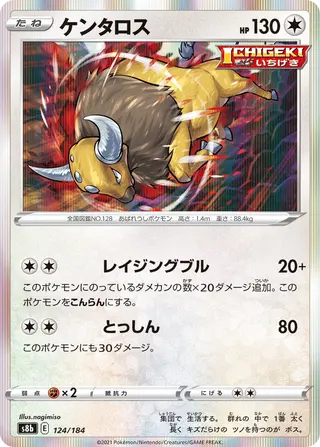 たね ケンタロス HP 130
ICHIGEKI
いちげき
全国図鑑NO.128 あばれうしポケモン 高さ:1.4m 重さ:88.4kg
レイジングブル 20+
このポケモンにのっているダメカンの数×20ダメージ追加。この
ポケモンをこんらんにする。
とっしん 80
このポケモンにも30ダメージ。
弱点 ×2 抵抗力 にげる
Illus.nagimiso
s8b E 124/184
集団で 生活する。 群れの 中で 1番 太く
長く キズだらけの ツノを 持つのが ボス。
©2021 Pokémon/Nintendo/Creatures/GAME FREAK.